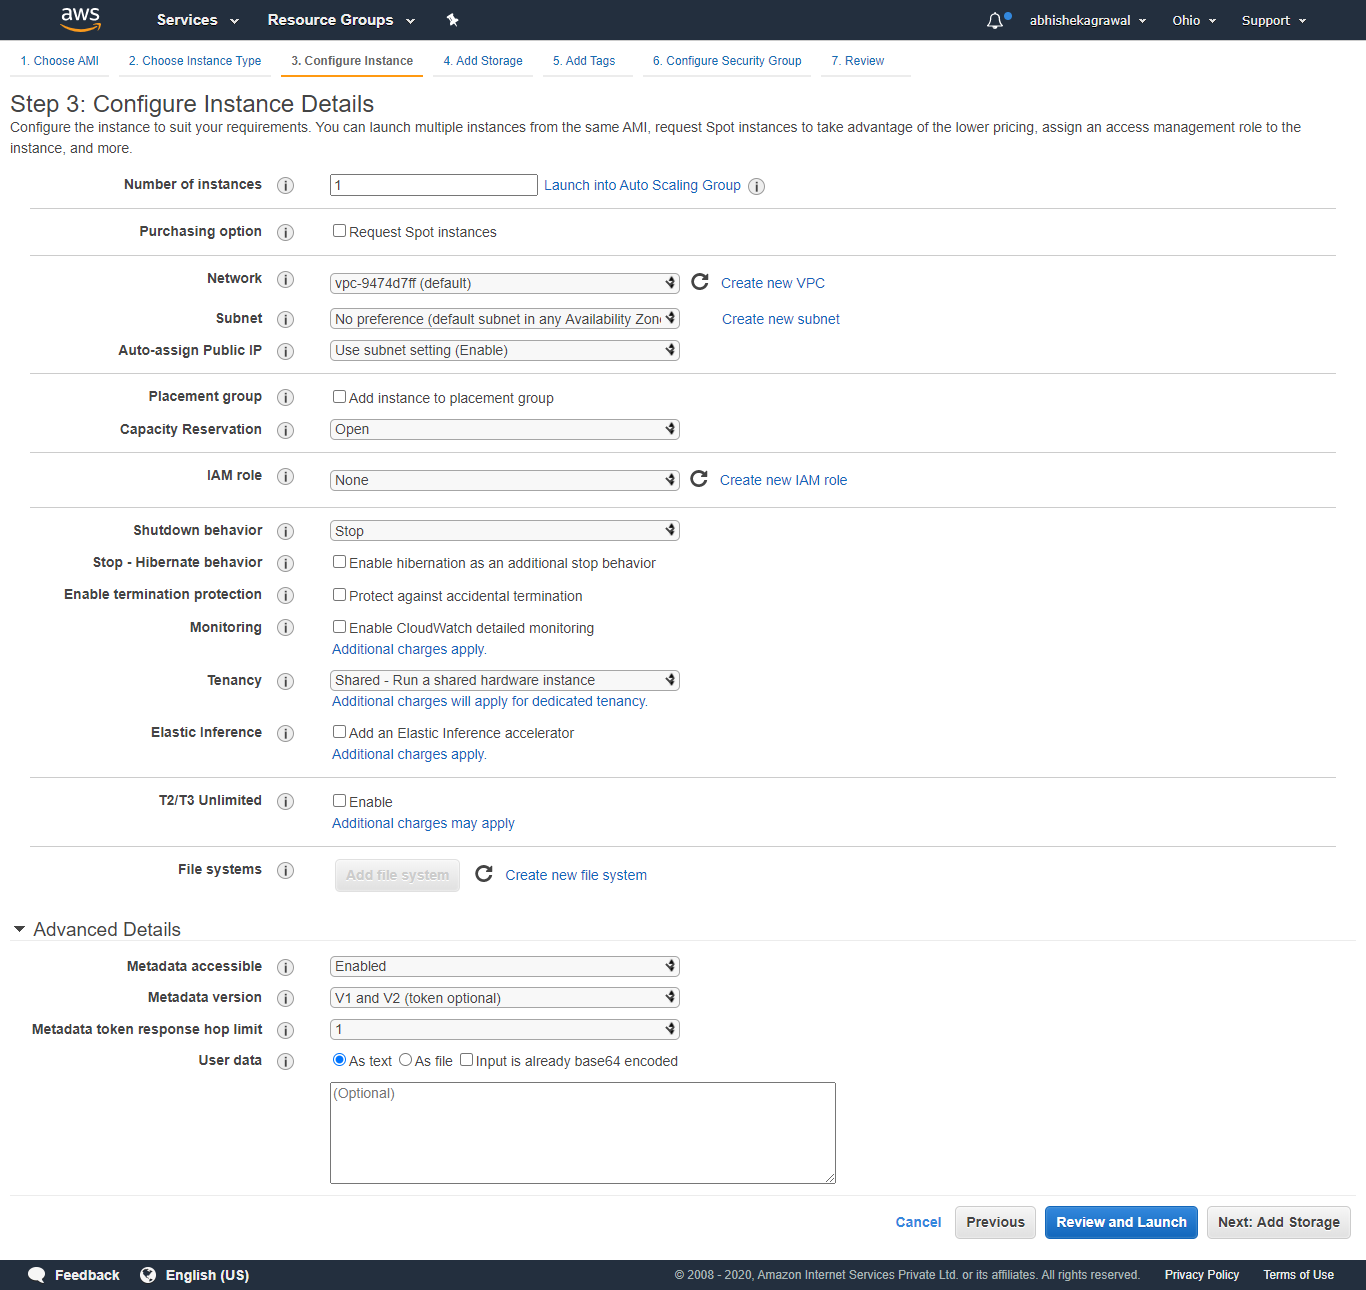 aws Services Resource Groups abhishekagrawal Ohio Support
1. Choose AMI 2. Choose Instance Type 3. Configure Instance 4. Add Storage 5. Add Tags 6. Configure Security Group 7. Review
Step 3: Configure Instance Details
Configure the instance to suit your requirements. You can launch multiple instances from the same AMI, request Spot instances to take advantage of the lower pricing, assign an access management role to the
instance, and more.
Number of instances i 1 Launch into Auto Scaling Group i
Purchasing option i Request Spot instances
Network i vpc-9474d7ff (default) Create new VPC
Subnet i No preference (default subnet in any Availability Zon Create new subnet
Auto-assign Public IP i Use subnet setting (Enable)
Placement group i Add instance to placement group
Capacity Reservation i Open
IAM role i None Create new IAM role
Shutdown behavior i Stop
Stop - Hibernate behavior i Enable hibernation as an additional stop behavior
Enable termination protection i Protect against accidental termination
Monitoring i Enable CloudWatch detailed monitoring
Additional charges apply.
Tenancy i Shared - Run a shared hardware instance
Additional charges will apply for dedicated tenancy.
Elastic Inference i Add an Elastic Inference accelerator
Additional charges apply.
T2/T3 Unlimited i Enable
Additional charges may apply
File systems i Add file system Create new file system
Advanced Details
Metadata accessible i Enabled
Metadata version i V1 and V2 (token optional)
Metadata token response hop limit i 1
User data i As text As file Input is already base64 encoded
(Optional)
Cancel Previous Review and Launch Next: Add Storage
Feedback English (US) © 2008 - 2020, Amazon Internet Services Private Ltd. or its affiliates. All rights reserved. Privacy Policy Terms of Use